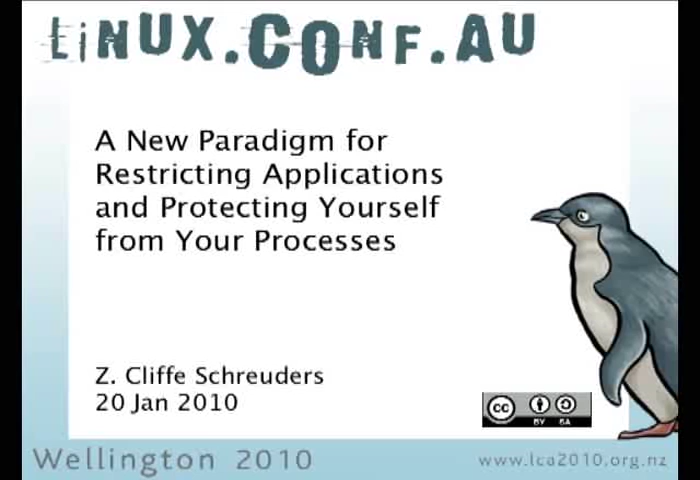 LiNUX.CONF.AU
A New Paradigm for
Restricting Applications
and Protecting Yourself
from Your Processes
Z. Cliffe Schreuders
20 Jan 2010
cc BY SA
Wellington 2010
www.lca2010.org.nz